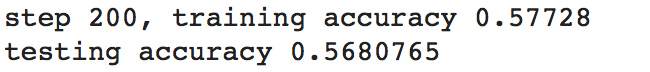 step 200, training accuracy 0.57728
testing accuracy 0.5680765